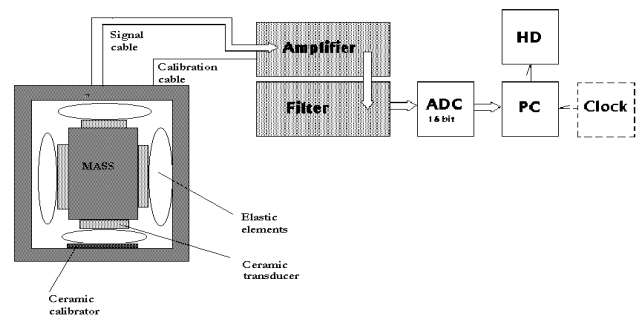 Signal
cable
Calibration
cable
Amplifier
Filter
ADC
16 bit
HD
PC
Clock
MASS
Elastic
elements
Ceramic
transducer
Ceramic
calibrator